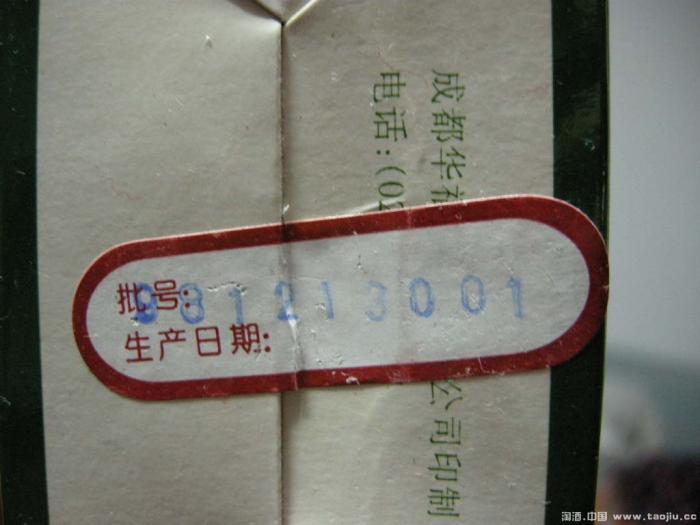 批号:
981213001
生产日期:
成都华福
公司印制
电话:(02
淘酒.中国 www.taojiu.cc